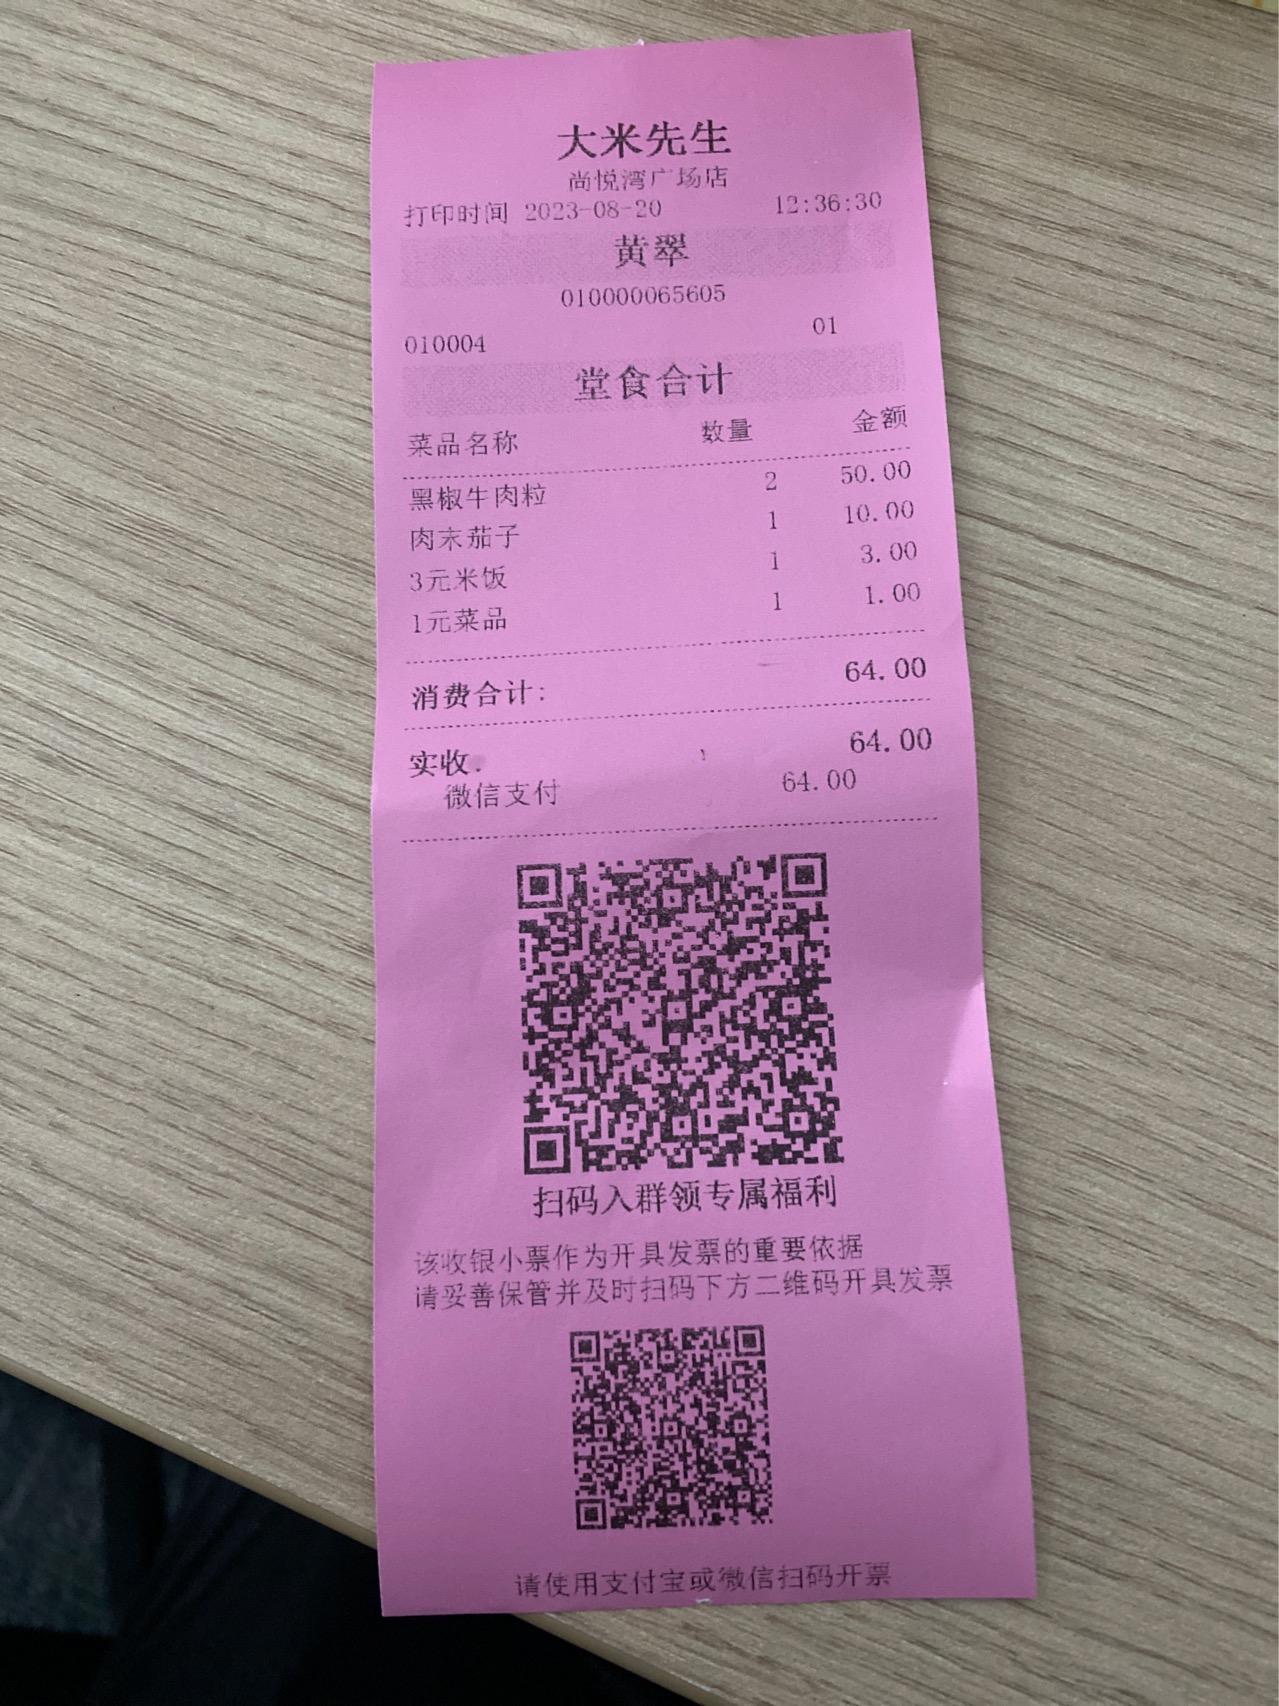 大米先生
尚悦湾广场店
打印时间 2023-08-20 12:36:30
黄翠
010000065605
010004 01
堂食合计
菜品名称 数量 金额
黑椒牛肉粒 2 50.00
肉末茄子 1 10.00
3元米饭 1 3.00
1元菜品 1 1.00
消费合计: 64.00
实收: 64.00
微信支付 64.00
扫码入群领专属福利
该收银小票作为开具发票的重要依据
请妥善保管并及时扫码下方二维码开具发票
请使用支付宝或微信扫码开票